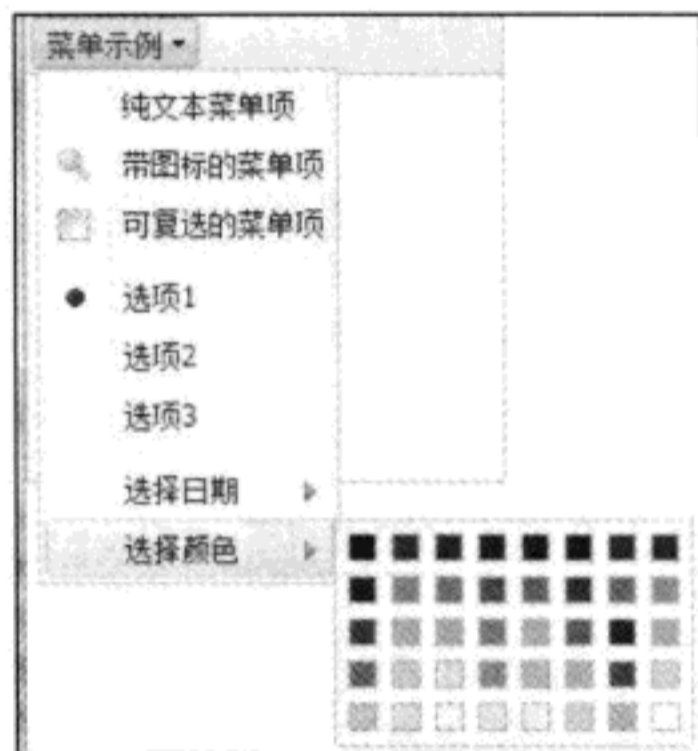 菜单示例
纯文本菜单项
带图标的菜单项
可复选的菜单项
选项1
选项2
选项3
选择日期
选择颜色